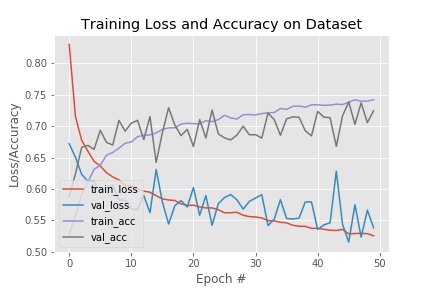 Training Loss and Accuracy on Dataset
Loss/Accuracy
0.80
0.75
0.70
0.65
0.60
0.55
0.50
train_loss
val_loss
train_acc
val_acc
0
10
20
30
40
50
Epoch #